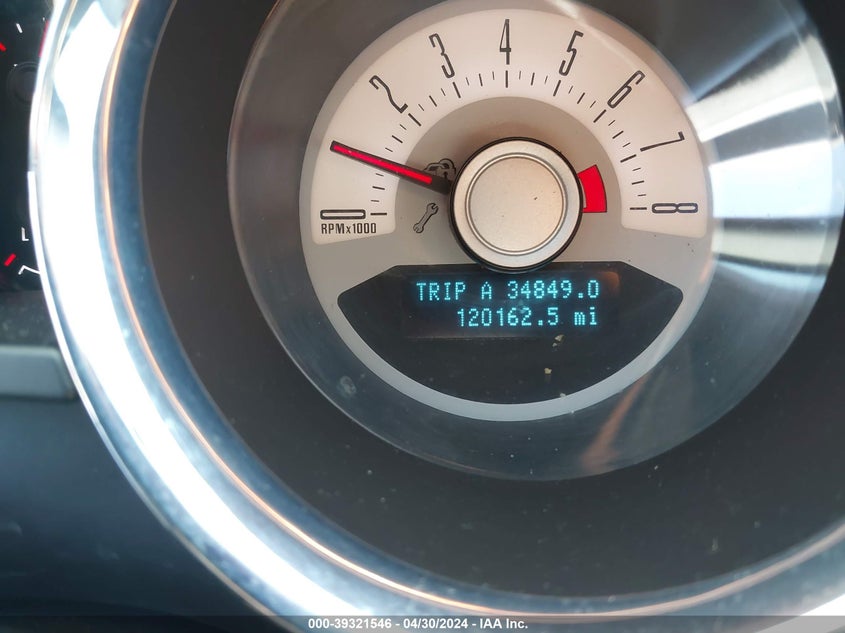 0 2 3 4 5 6 7 8
RPMx1000
TRIP A 34849.0
120162.5 mi
L
000-39321546 - 04/30/2024 - IAA Inc.